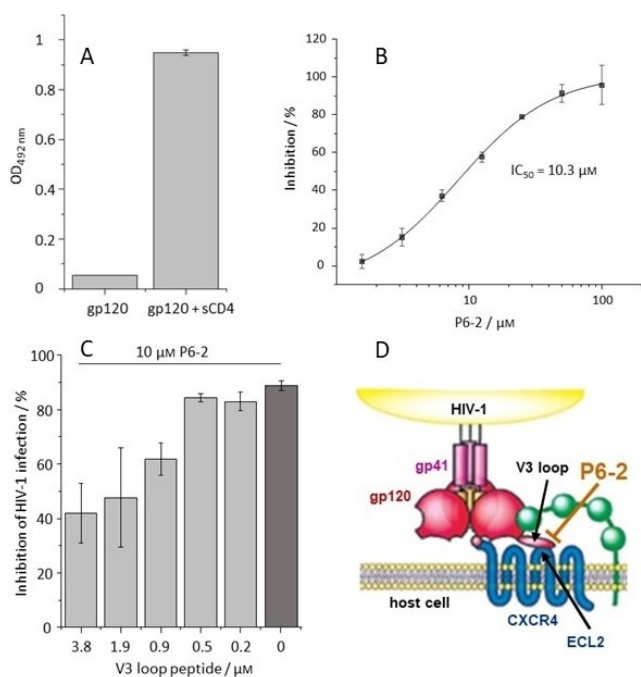 A
1
0.8
0.6
0.4
0.2
0
OD492 nm
gp120
gp120 + sCD4
B
120
100
80
60
40
20
0
Inhibition / %
IC50 = 10.3 μM
10
100
P6-2 / μM
C
10 μM P6-2
100
80
60
40
20
0
Inhibition of HIV-1 infection / %
3.8
1.9
0.9
0.5
0.2
0
V3 loop peptide / μM
D
HIV-1
gp41
V3 loop
P6-2
gp120
host cell
CXCR4
ECL2